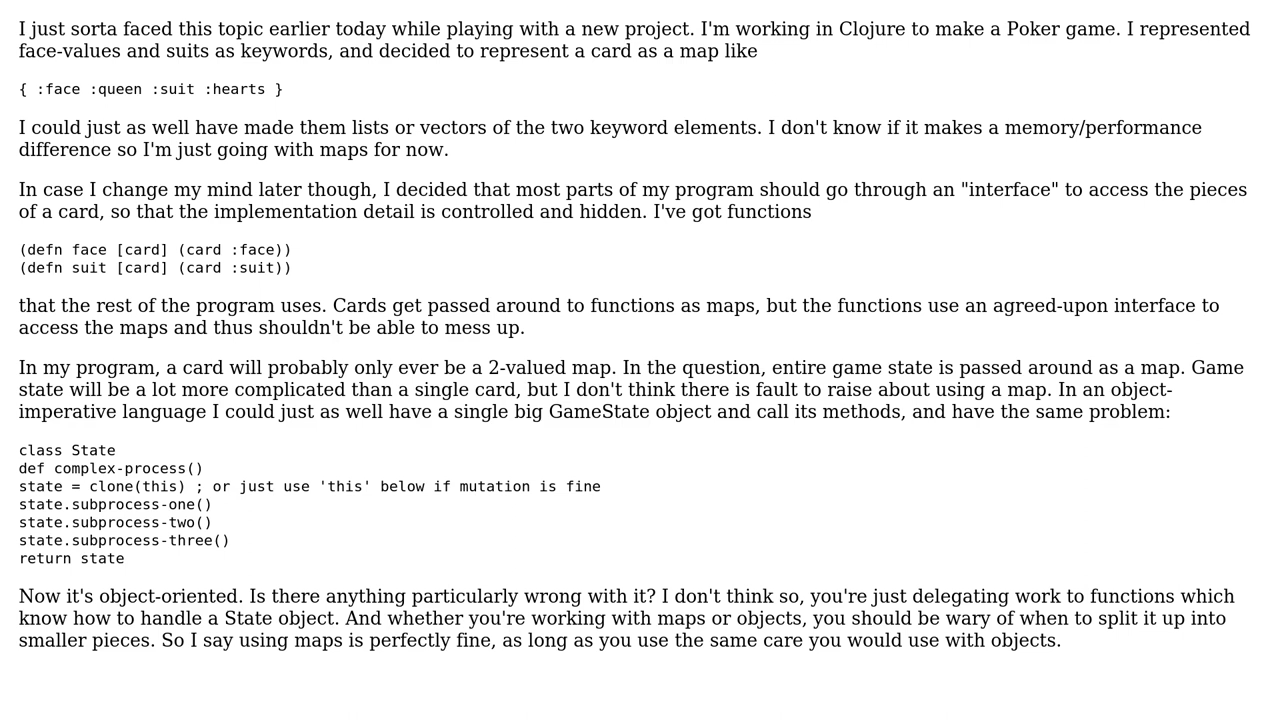 I just sorta faced this topic earlier today while playing with a new project. I'm working in Clojure to make a Poker game. I represented
face-values and suits as keywords, and decided to represent a card as a map like
{ :face :queen :suit :hearts }
I could just as well have made them lists or vectors of the two keyword elements. I don't know if it makes a memory/performance
difference so I'm just going with maps for now.
In case I change my mind later though, I decided that most parts of my program should go through an "interface" to access the pieces
of a card, so that the implementation detail is controlled and hidden. I've got functions
(defn face [card] (card :face))
(defn suit [card] (card :suit))
that the rest of the program uses. Cards get passed around to functions as maps, but the functions use an agreed-upon interface to
access the maps and thus shouldn't be able to mess up.
In my program, a card will probably only ever be a 2-valued map. In the question, entire game state is passed around as a map. Game
state will be a lot more complicated than a single card, but I don't think there is fault to raise about using a map. In an object-
imperative language I could just as well have a single big GameState object and call its methods, and have the same problem:
class State
def complex-process()
state = clone(this) ; or just use 'this' below if mutation is fine
state.subprocess-one()
state.subprocess-two()
state.subprocess-three()
return state
Now it's object-oriented. Is there anything particularly wrong with it? I don't think so, you're just delegating work to functions which
know how to handle a State object. And whether you're working with maps or objects, you should be wary of when to split it up into
smaller pieces. So I say using maps is perfectly fine, as long as you use the same care you would use with objects.